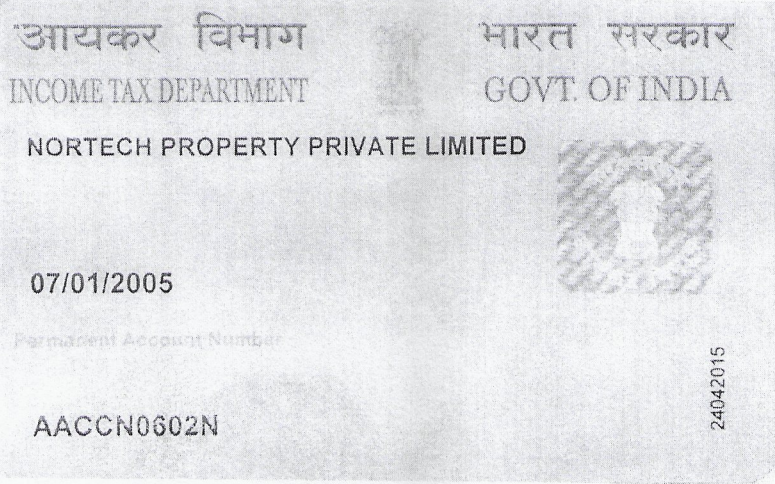 आयकर विभाग भारत सरकार
INCOME TAX DEPARTMENT GOVT. OF INDIA
NORTECH PROPERTY PRIVATE LIMITED
07/01/2005
Permanent Account Number
AACCN0602N
24042015